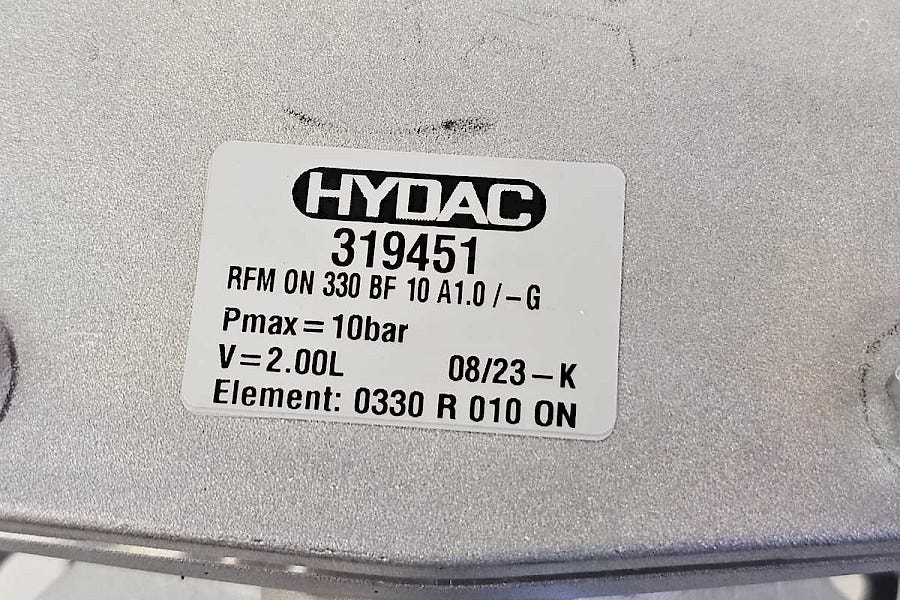 HYDAC
319451
RFM ON 330 BF 10 A1.0 / -G
Pmax = 10bar
V = 2.00L 08/23 - K
Element: 0330 R 010 ON